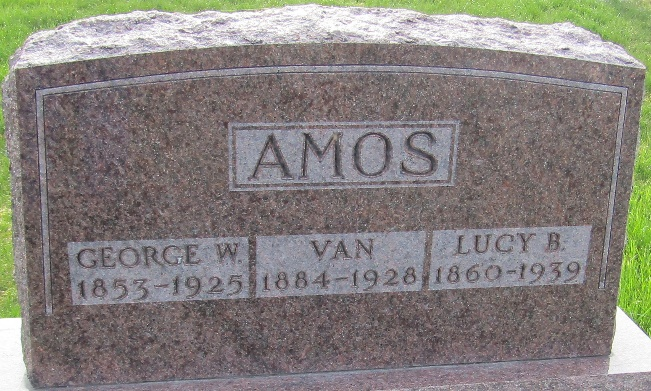 AMOS
GEORGE W.
1853-1925
VAN
1884-1928
LUCY B.
1860-1939